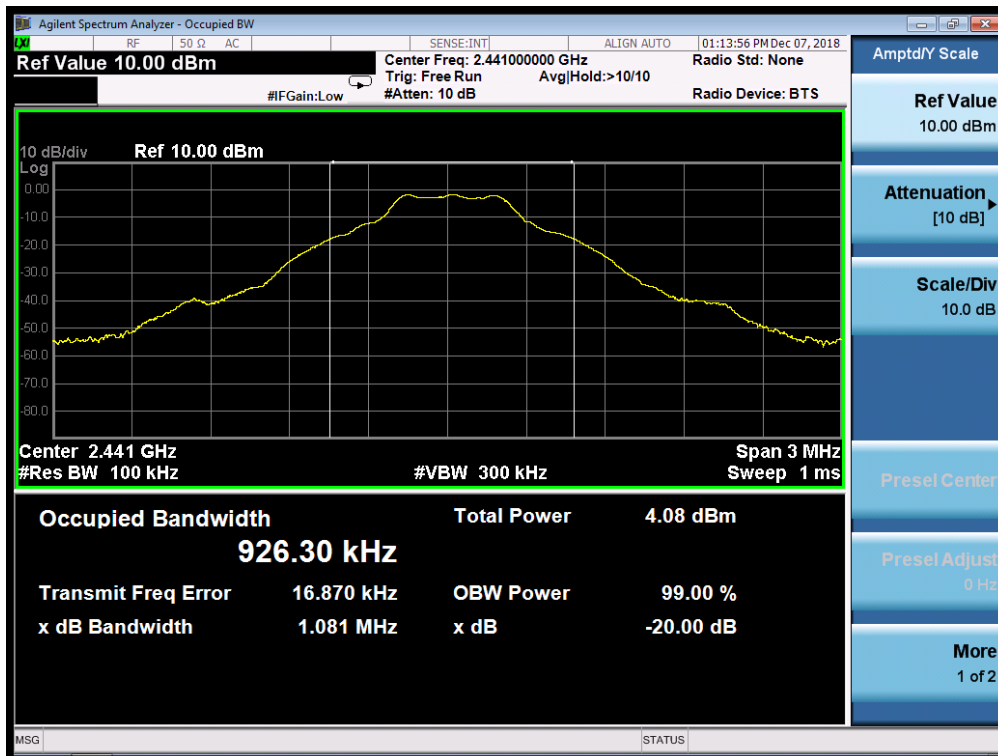 Agilent Spectrum Analyzer - Occupied BW
LXI RF 50 Ω AC SENSE:INT ALIGN AUTO 01:13:56 PM Dec 07, 2018
Ref Value 10.00 dBm
Center Freq: 2.441000000 GHz
Radio Std: None
Trig: Free Run Avg|Hold:>10/10
#IFGain:Low
#Atten: 10 dB
Radio Device: BTS
10 dB/div Ref 10.00 dBm
Log
0.00
-10.0
-20.0
-30.0
-40.0
-50.0
-60.0
-70.0
-80.0
Center 2.441 GHz
Span 3 MHz
#Res BW 100 kHz
#VBW 300 kHz
Sweep 1 ms
Occupied Bandwidth
Total Power 4.08 dBm
926.30 kHz
Transmit Freq Error 16.870 kHz
OBW Power 99.00 %
x dB Bandwidth 1.081 MHz
x dB -20.00 dB
MSG
STATUS
Amptd/Y Scale
Ref Value
10.00 dBm
Attenuation
[10 dB]
Scale/Div
10.0 dB
Presel Center
Presel Adjust
0 Hz
More
1 of 2